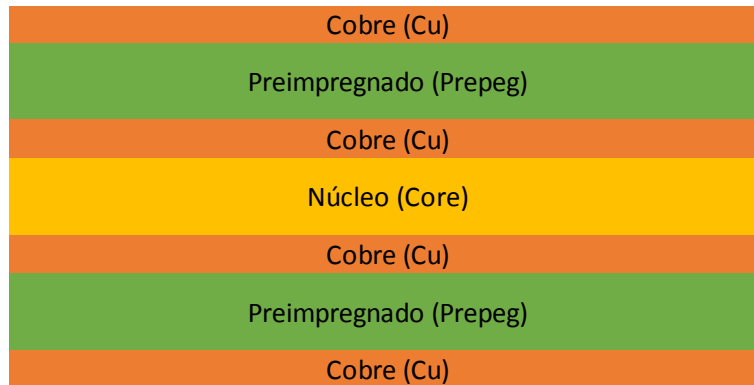 Cobre (Cu)
Preimpregnado (Prepeg)
Cobre (Cu)
Núcleo (Core)
Cobre (Cu)
Preimpregnado (Prepeg)
Cobre (Cu)